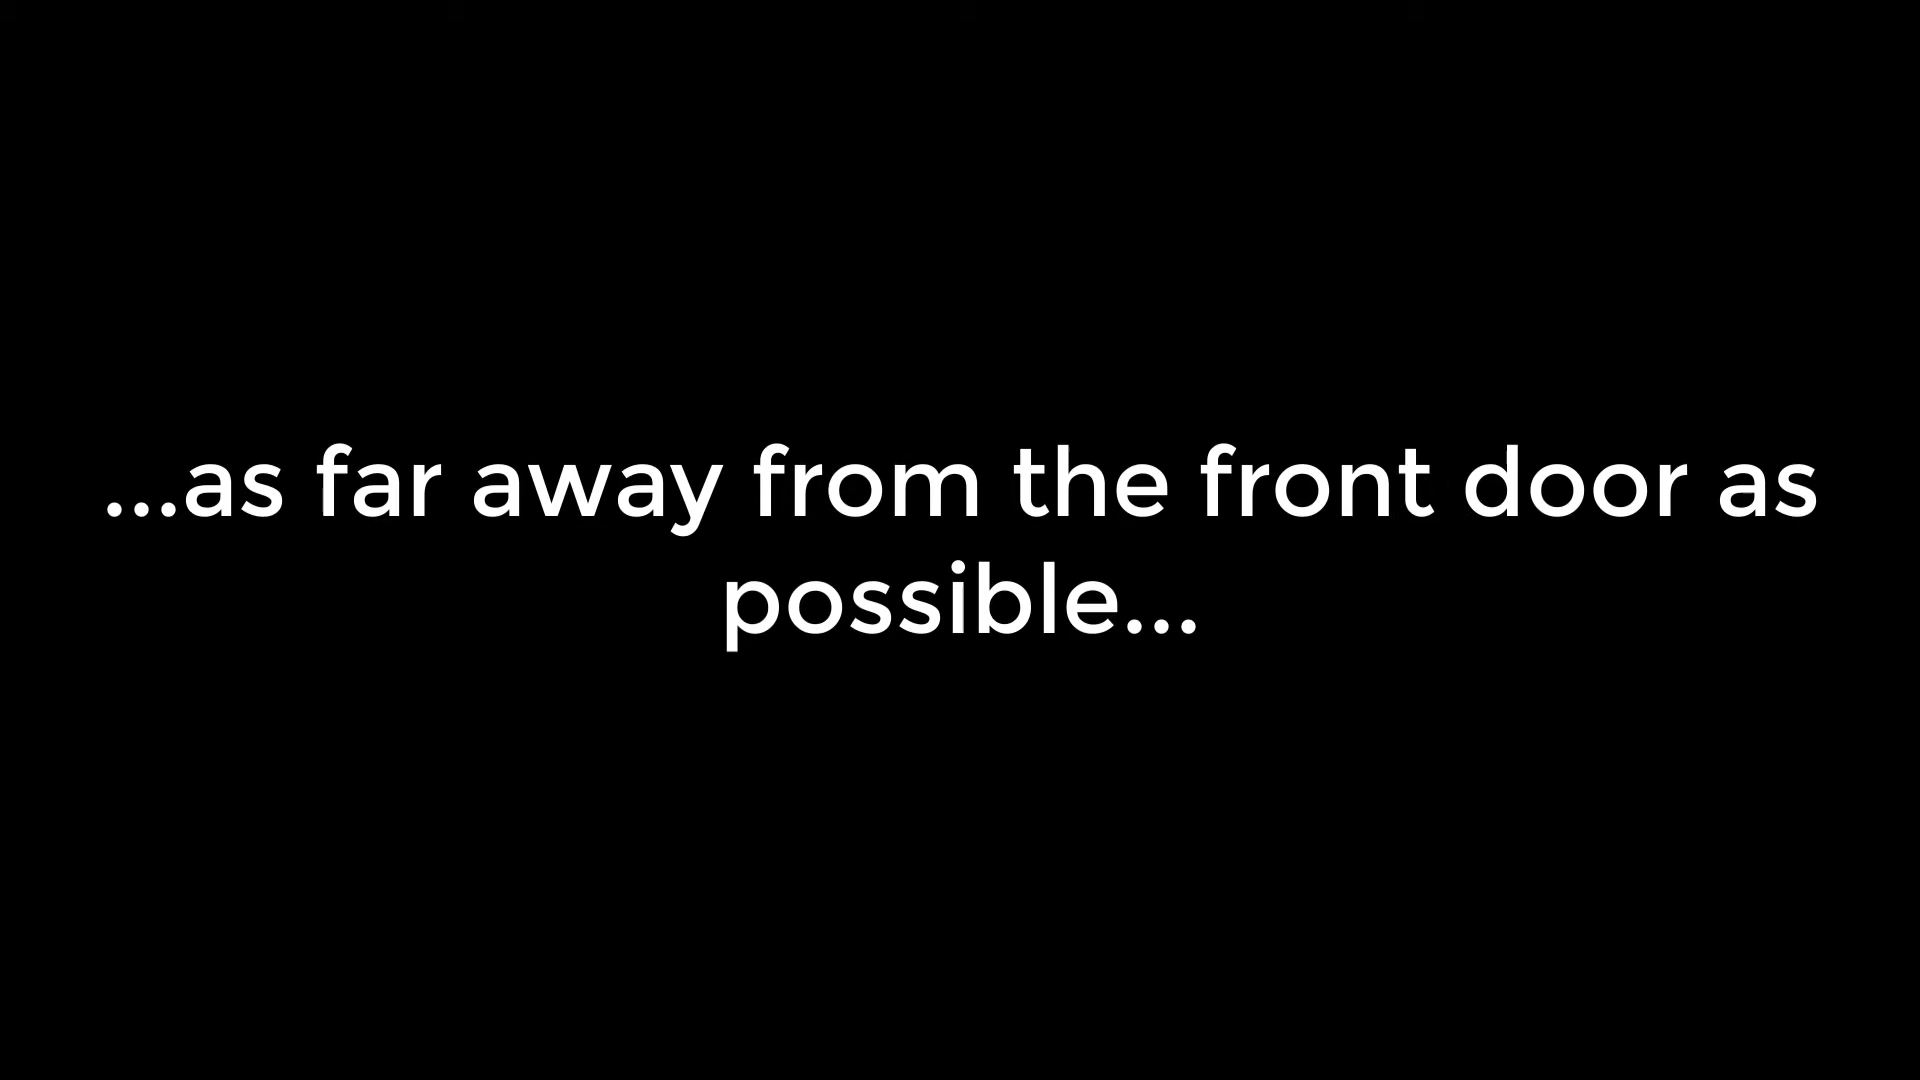 ...as far away from the front door as
possible...